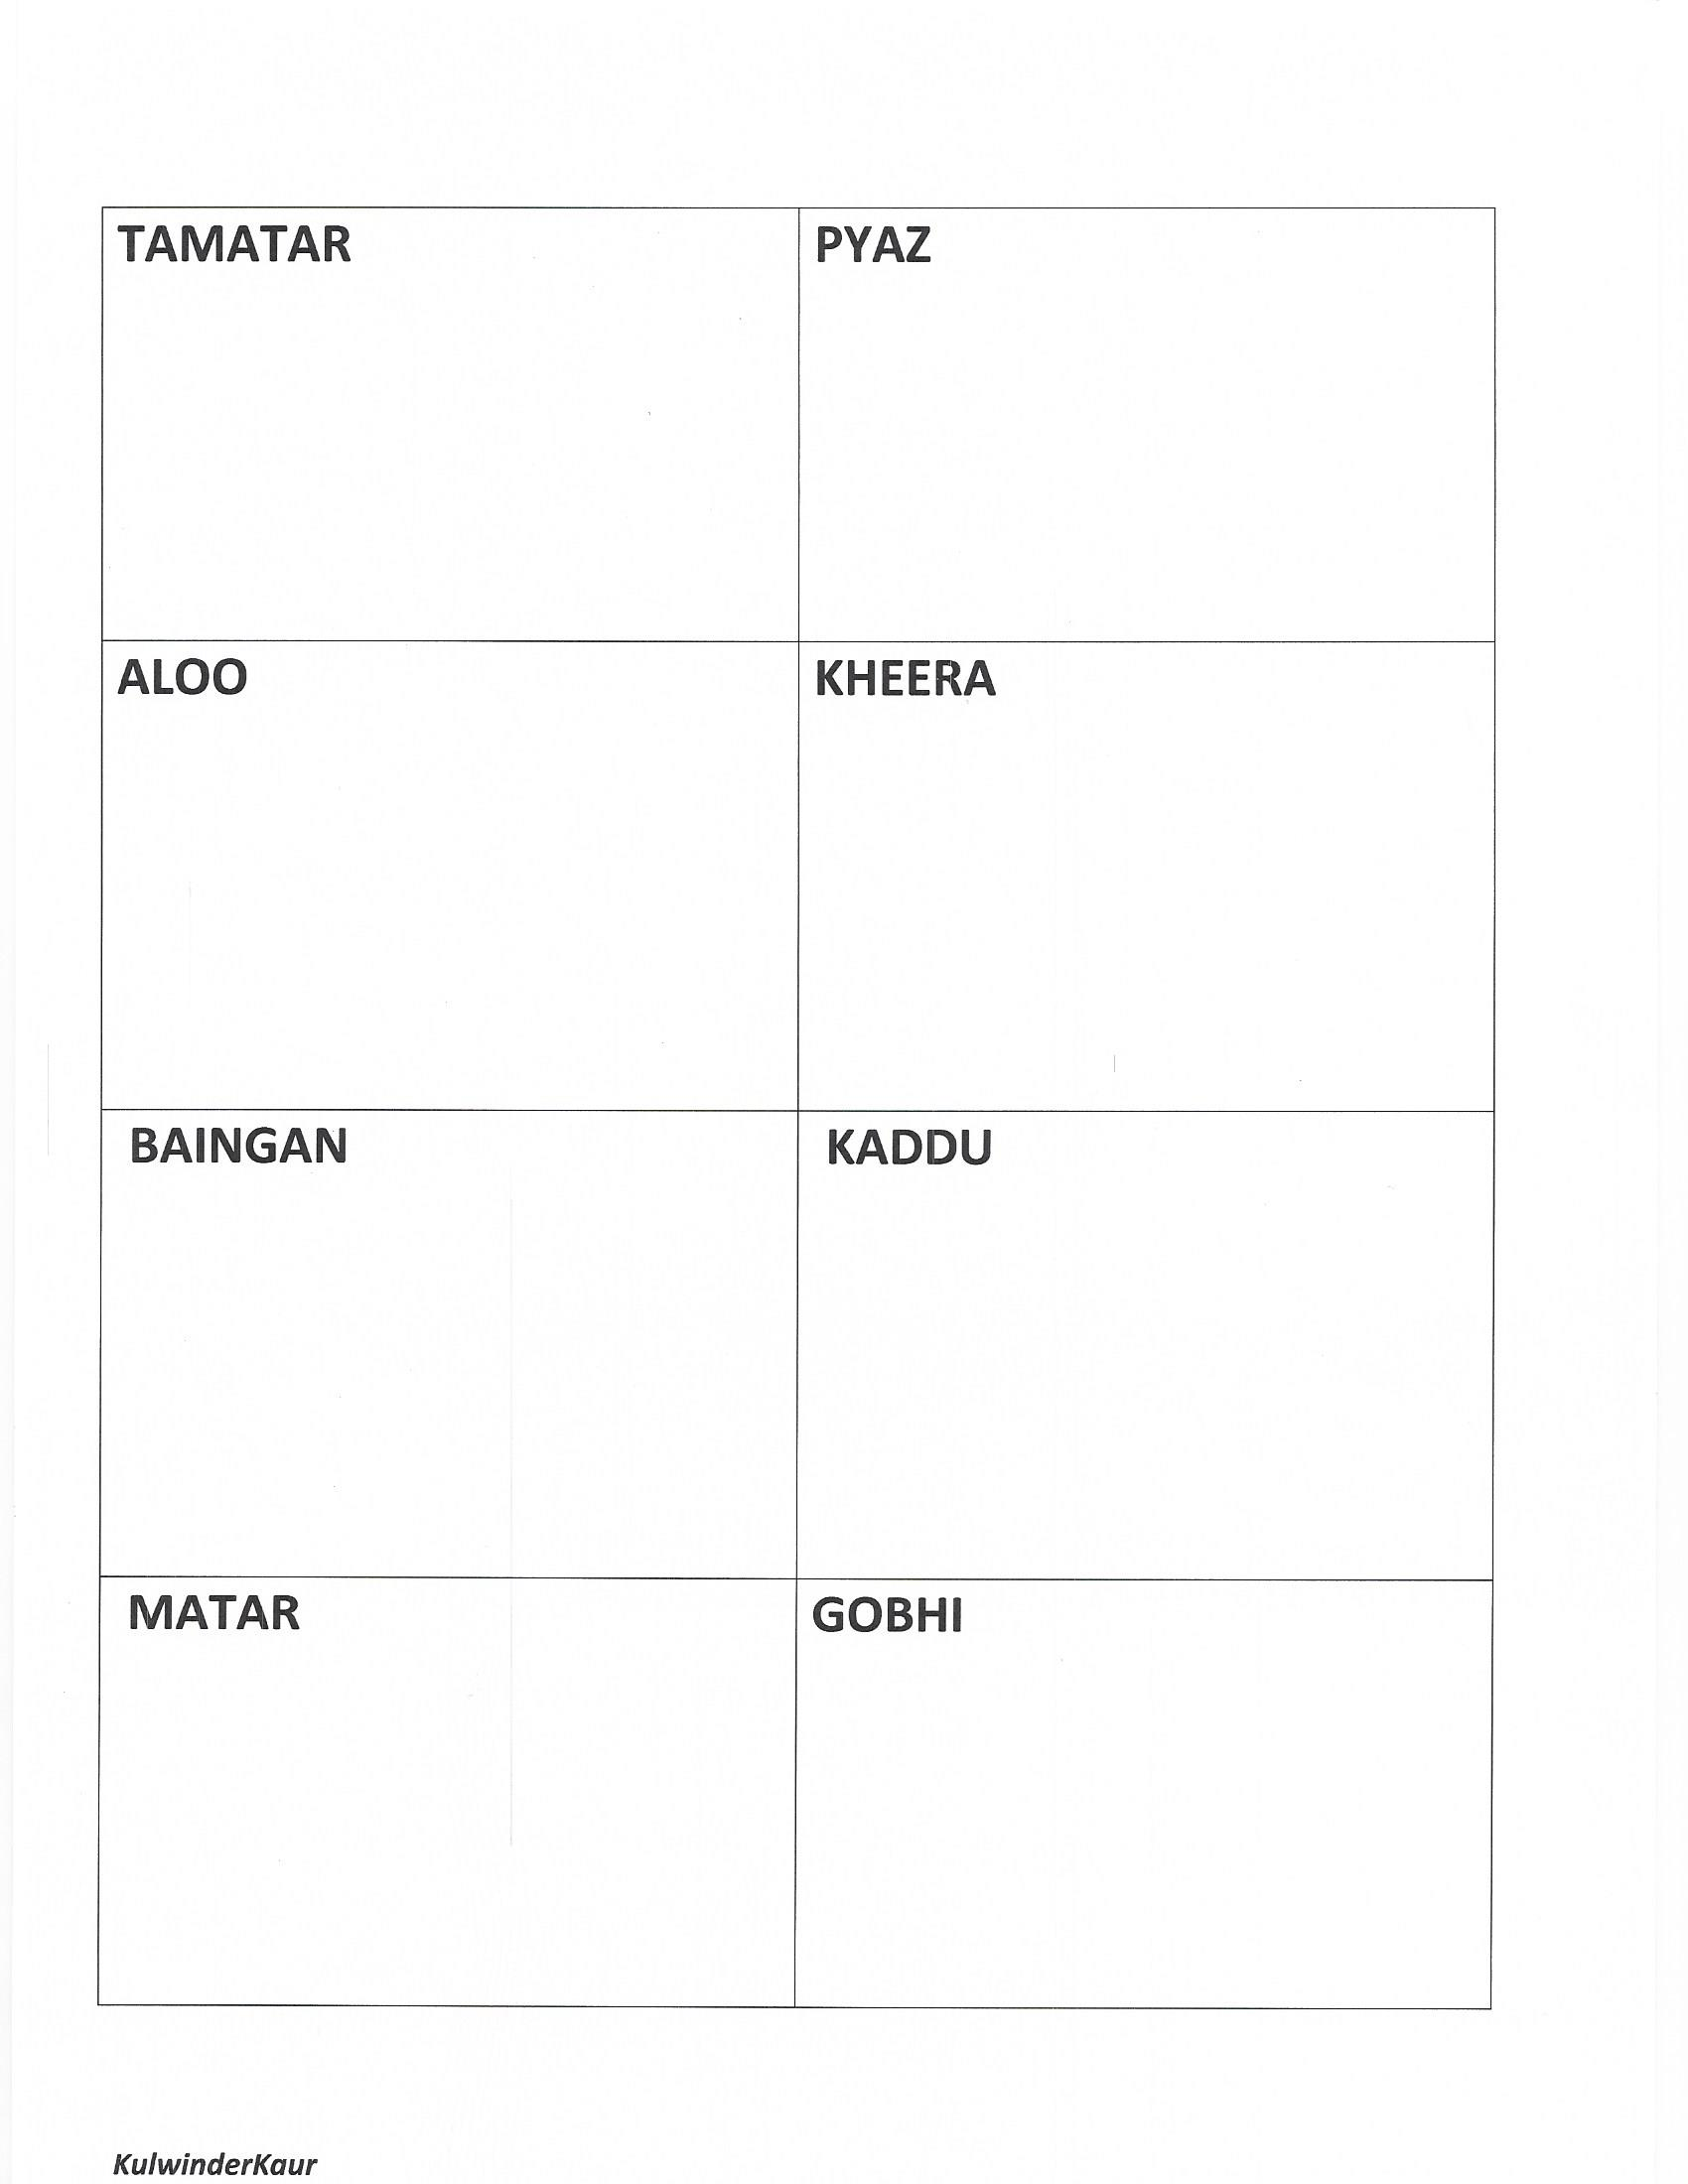 TAMATAR
PYAZ
ALOO
KHEERA
BAINGAN
KADDU
MATAR
GOBHI
KulwinderKaur